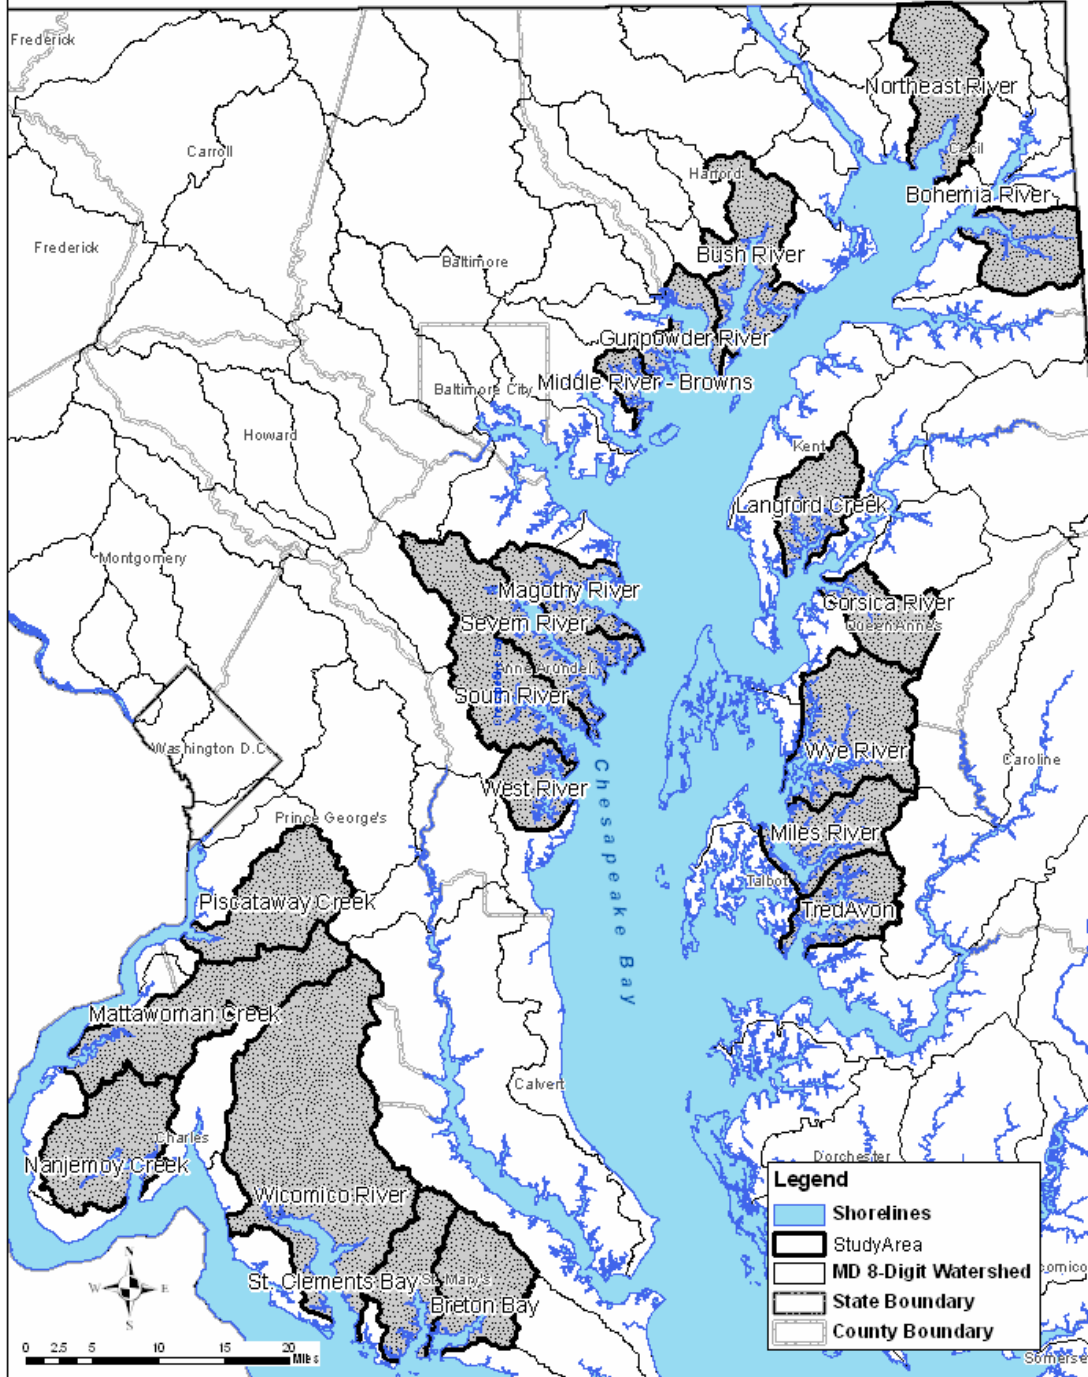 Frederick
Northeast River
Cecil
Carroll
Harford
Bohemia River
Frederick
Baltimore
Bush River
Gunpowder River
Middle River - Browns
Baltimore City
Howard
Kent
Langford Creek
Montgomery
Magothy River
Corsica River
Severn River
Queen Anne's
Anne Arundel
South River
Washington D.C.
Wye River
Caroline
West River
Chesapeake Bay
Prince George's
Miles River
Talbot
Piscataway Creek
TredAvon
Mattawoman Creek
Calvert
Charles
Dorchester
Nanjemoy Creek
Wicomico River
St. Clements Bay
St. Mary's
Breton Bay
Legend
Shorelines
StudyArea
MD 8-Digit Watershed
State Boundary
County Boundary
omico
Somerse
N
W E
S
0 2.5 5 10 15 20
Miles